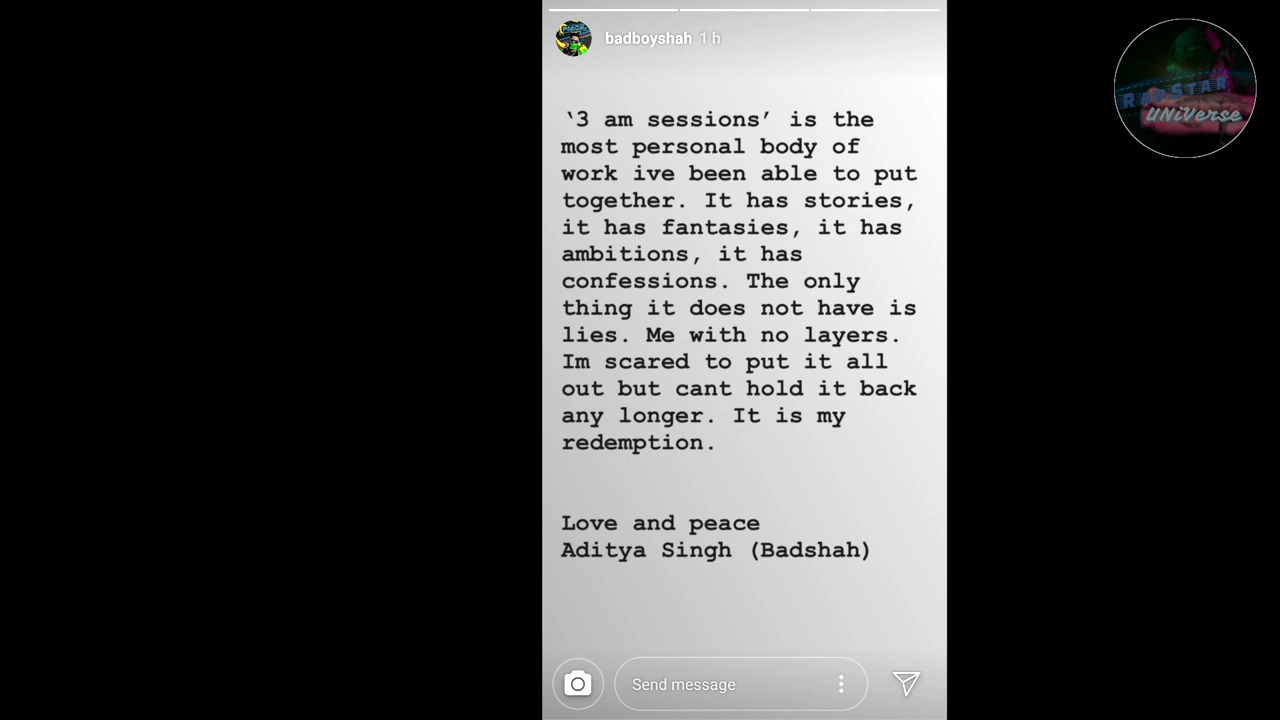 badboyshah 1 h
‘3 am sessions’ is the
most personal body of
work ive been able to put
together. It has stories,
it has fantasies, it has
ambitions, it has
confessions. The only
thing it does not have is
lies. Me with no layers.
Im scared to put it all
out but cant hold it back
any longer. It is my
redemption.
Love and peace
Aditya Singh (Badshah)
Send message
RAPSTAR
UNiVerse